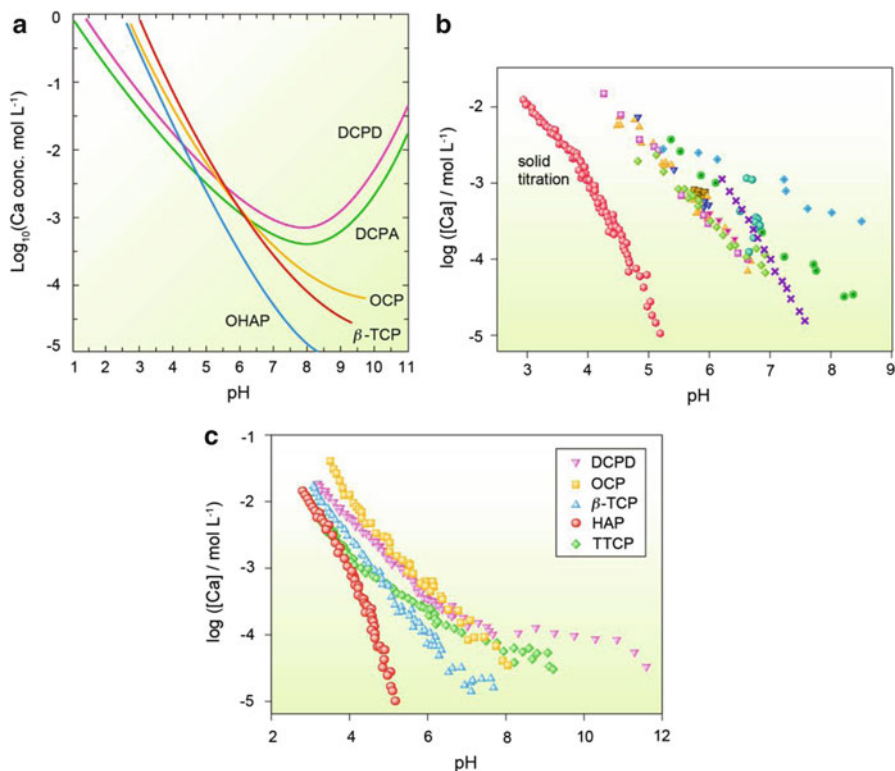 a
Log₁₀(Ca conc. mol L⁻¹)
0
-1
-2
-3
-4
-5
1 2 3 4 5 6 7 8 9 10 11
pH
DCPD
DCPA
OCP
β-TCP
OHAP
b
log ([Ca] / mol L⁻¹)
-2
-3
-4
-5
3 4 5 6 7 8 9
pH
solid
titration
c
log ([Ca] / mol L⁻¹)
-1
-2
-3
-4
-5
2 4 6 8 10 12
pH
DCPD
OCP
β-TCP
HAP
TTCP